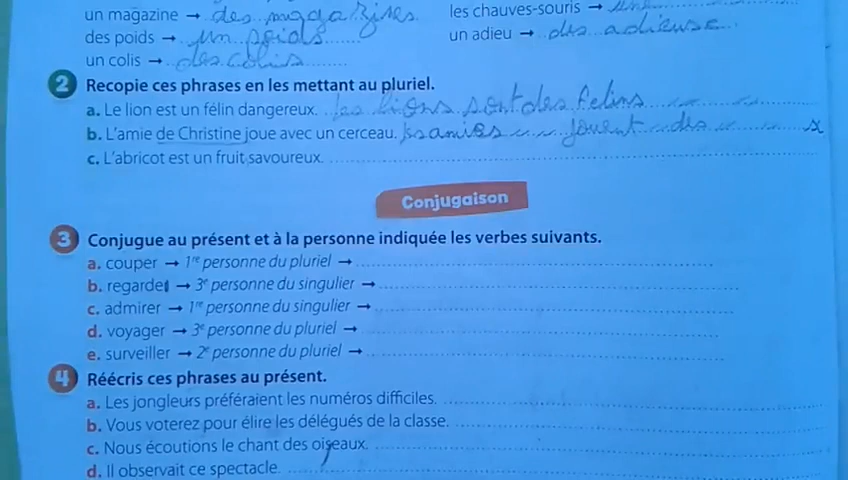 un magazine → des magazines
les chauves-souris → une
des poids → un poids
un adieu → des adieuse
un colis → des colis
2 Recopie ces phrases en les mettant au pluriel.
a. Le lion est un félin dangereux. les lions sont des felins
b. L'amie de Christine joue avec un cerceau. jouent des x
c. L'abricot est un fruit savoureux.
Conjugaison
3 Conjugue au présent et à la personne indiquée les verbes suivants.
a. couper → 1re personne du pluriel →
b. regarder → 3e personne du singulier →
c. admirer → 1re personne du singulier →
d. voyager → 3e personne du pluriel →
e. surveiller → 2e personne du pluriel →
4 Réécris ces phrases au présent.
a. Les jongleurs préféraient les numéros difficiles.
b. Vous voterez pour élire les délégués de la classe.
c. Nous écoutions le chant des oiseaux.
d. Il observait ce spectacle.